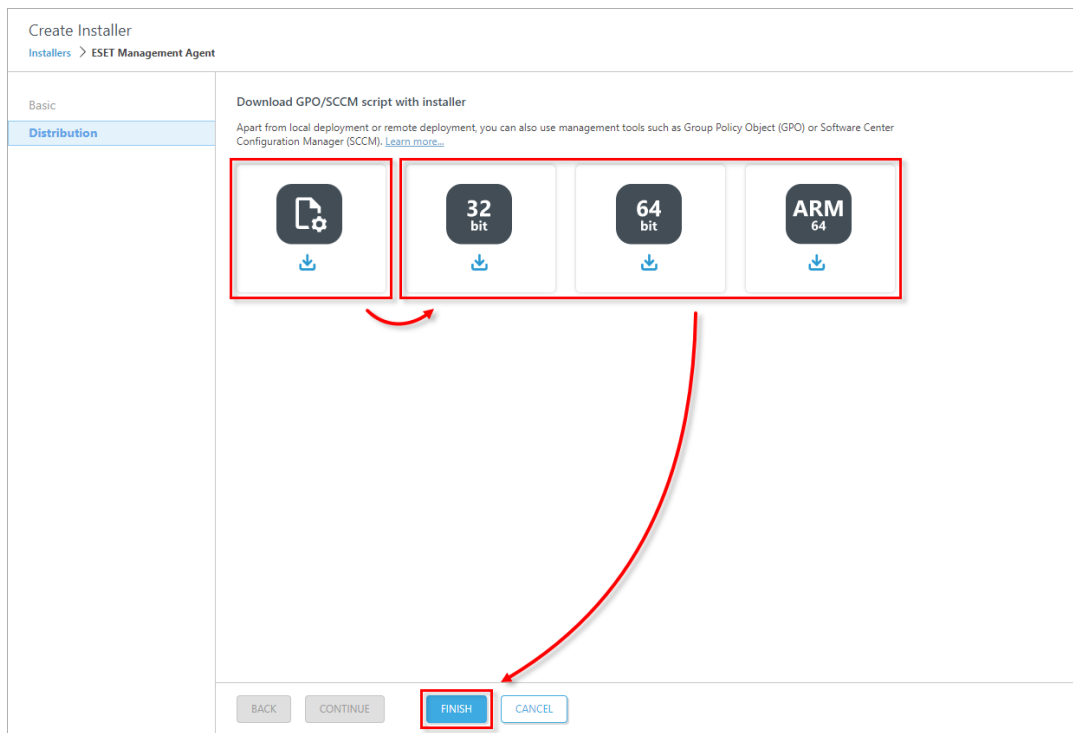 Create Installer
Installers > ESET Management Agent
Basic
Distribution
Download GPO/SCCM script with installer
Apart from local deployment or remote deployment, you can also use management tools such as Group Policy Object (GPO) or Software Center
Configuration Manager (SCCM). Learn more...
32
bit
64
bit
ARM
64
BACK
CONTINUE
FINISH
CANCEL